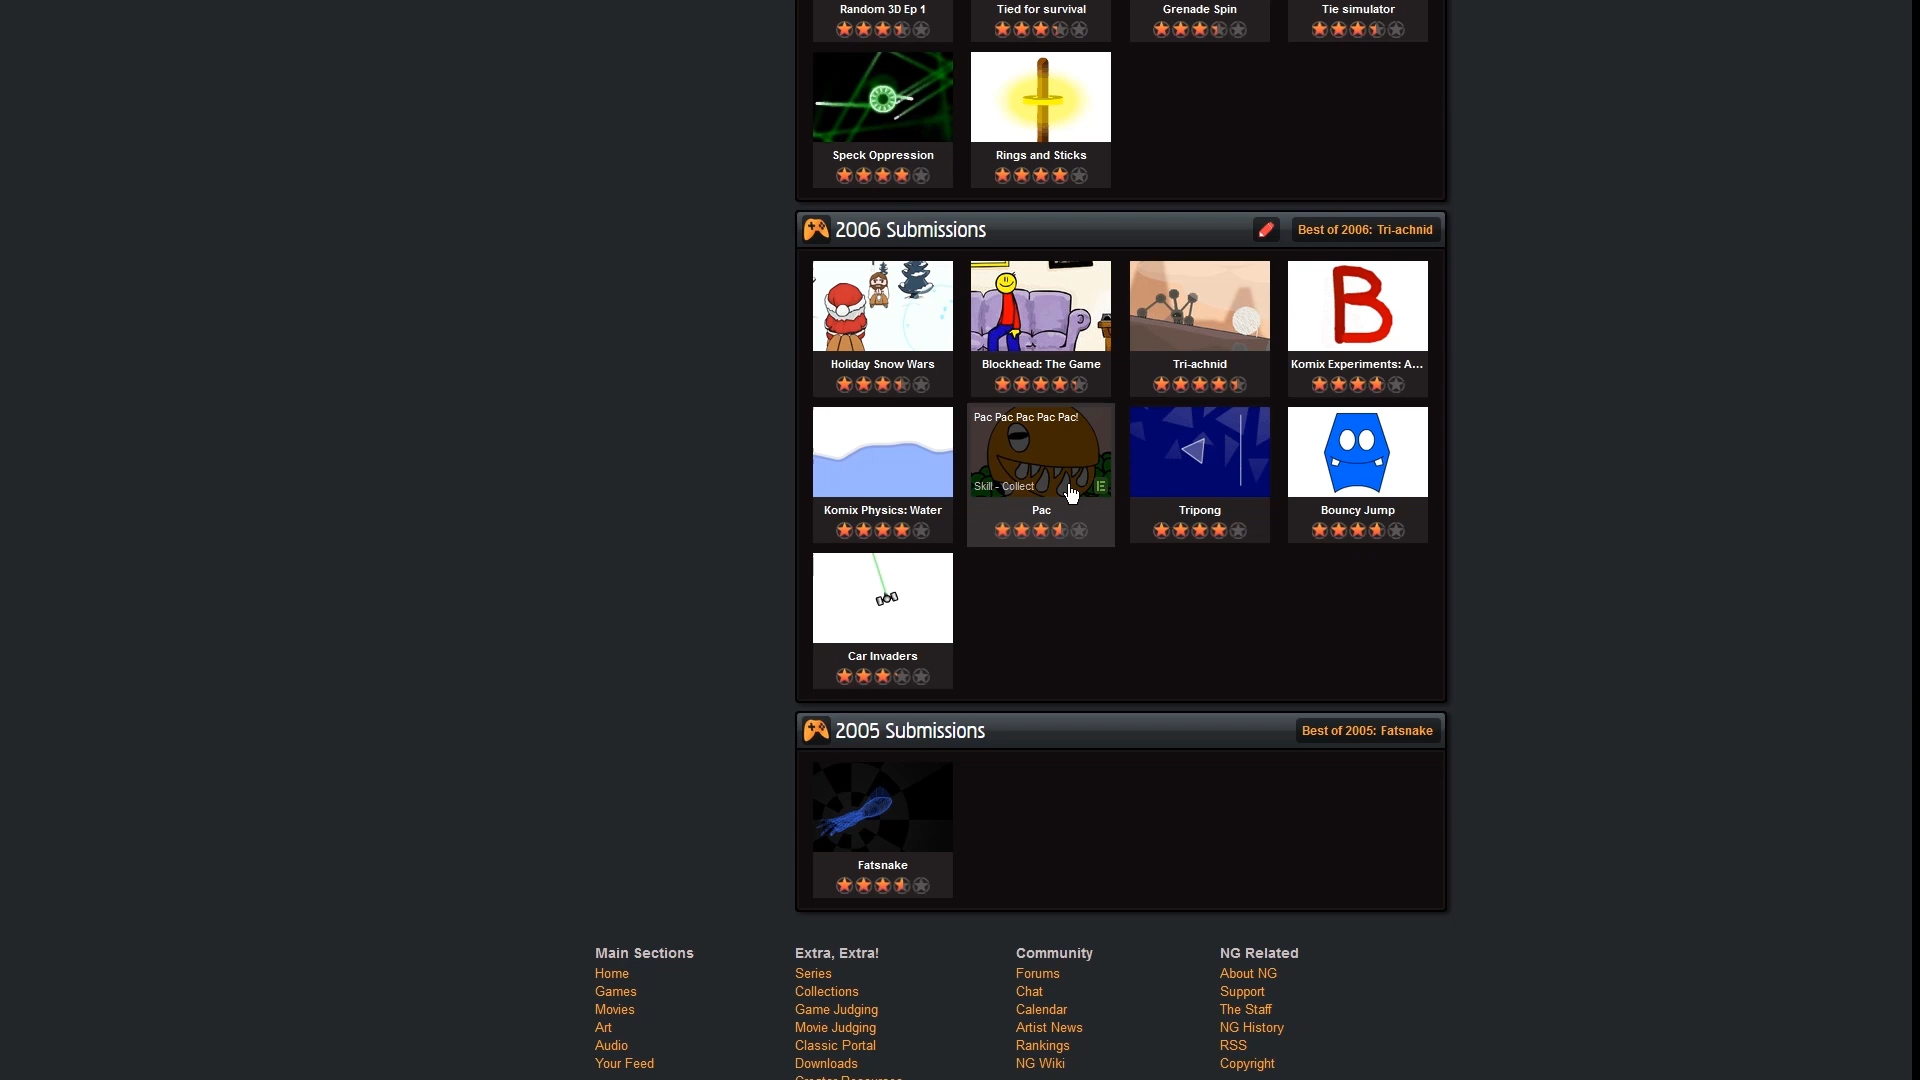 Random 3D Ep 1
Tied for survival
Grenade Spin
Tie simulator
Speck Oppression
Rings and Sticks
2006 Submissions
Best of 2006: Tri-achnid
Holiday Snow Wars
Blockhead: The Game
Tri-achnid
B
Komix Experiments: A...
Pac Pac Pac Pac Pac!
Skill - Collect
E
Komix Physics: Water
Pac
Tripong
Bouncy Jump
Car Invaders
2005 Submissions
Best of 2005: Fatsnake
Fatsnake
Main Sections
Home
Games
Movies
Art
Audio
Your Feed
Extra, Extra!
Series
Collections
Game Judging
Movie Judging
Classic Portal
Downloads
Creator Resources
Community
Forums
Chat
Calendar
Artist News
Rankings
NG Wiki
NG Related
About NG
Support
The Staff
NG History
RSS
Copyright